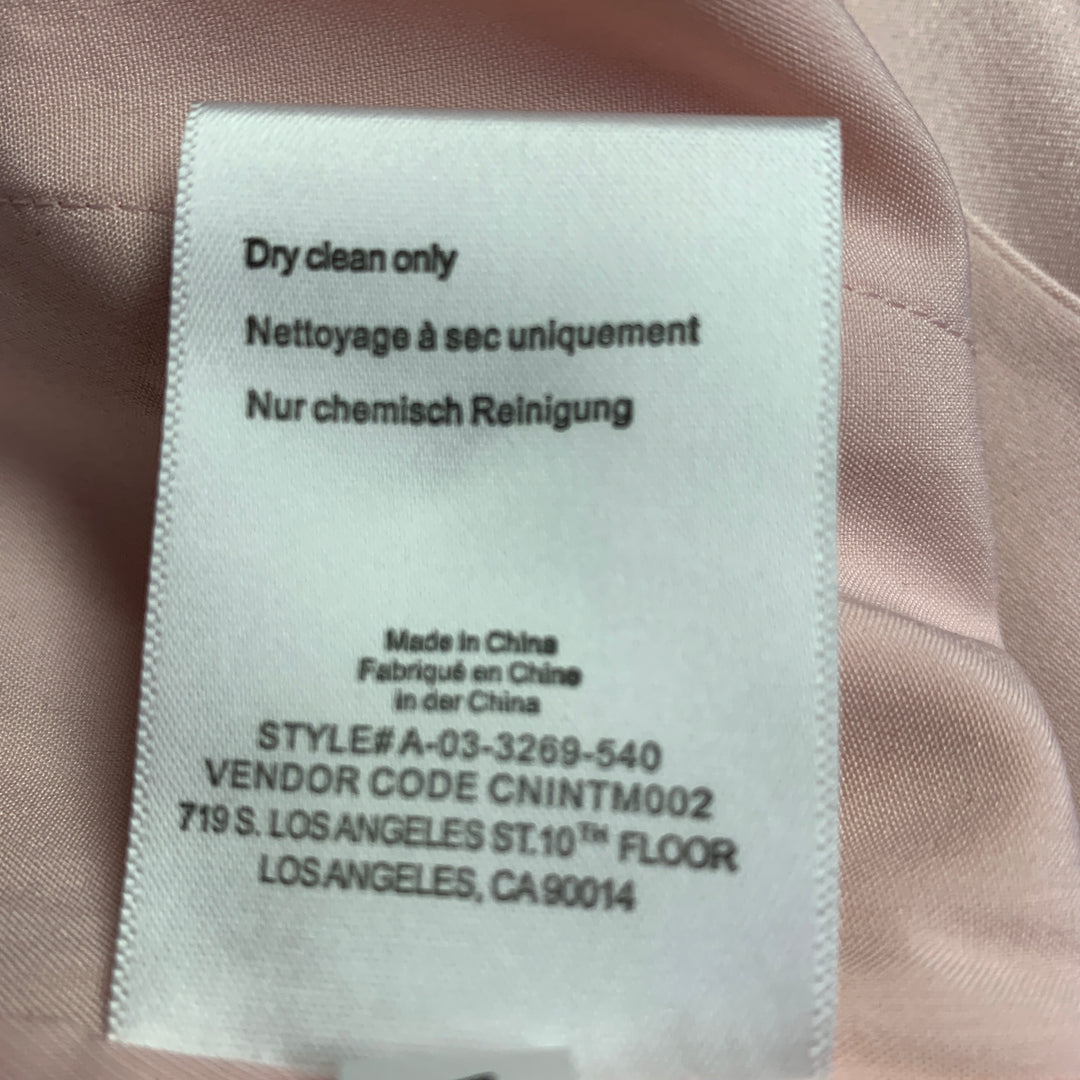 Dry clean only
Nettoyage à sec uniquement
Nur chemisch Reinigung
Made in China
Fabriqué en Chine
in der China
STYLE# A-03-3269-540
VENDOR CODE CNINTM002
719 S. LOS ANGELES ST.10TH FLOOR
LOS ANGELES, CA 90014